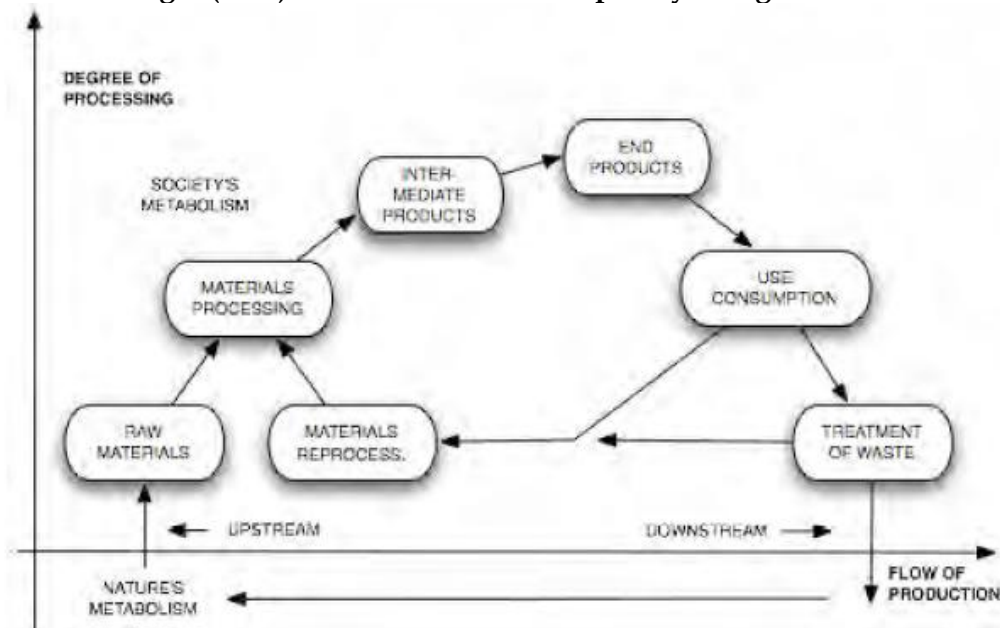 DEGREE OF
PROCESSING
SOCIETY'S
METABOLISM
INTER-
MEDIATE
PRODUCTS
END
PRODUCTS
MATERIALS
PROCESSING
USE
CONSUMPTION
RAW
MATERIALS
MATERIALS
REPROCESS.
TREATMENT
OF WASTE
UPSTREAM
DOWNSTREAM
NATURE'S
METABOLISM
FLOW OF
PRODUCTION